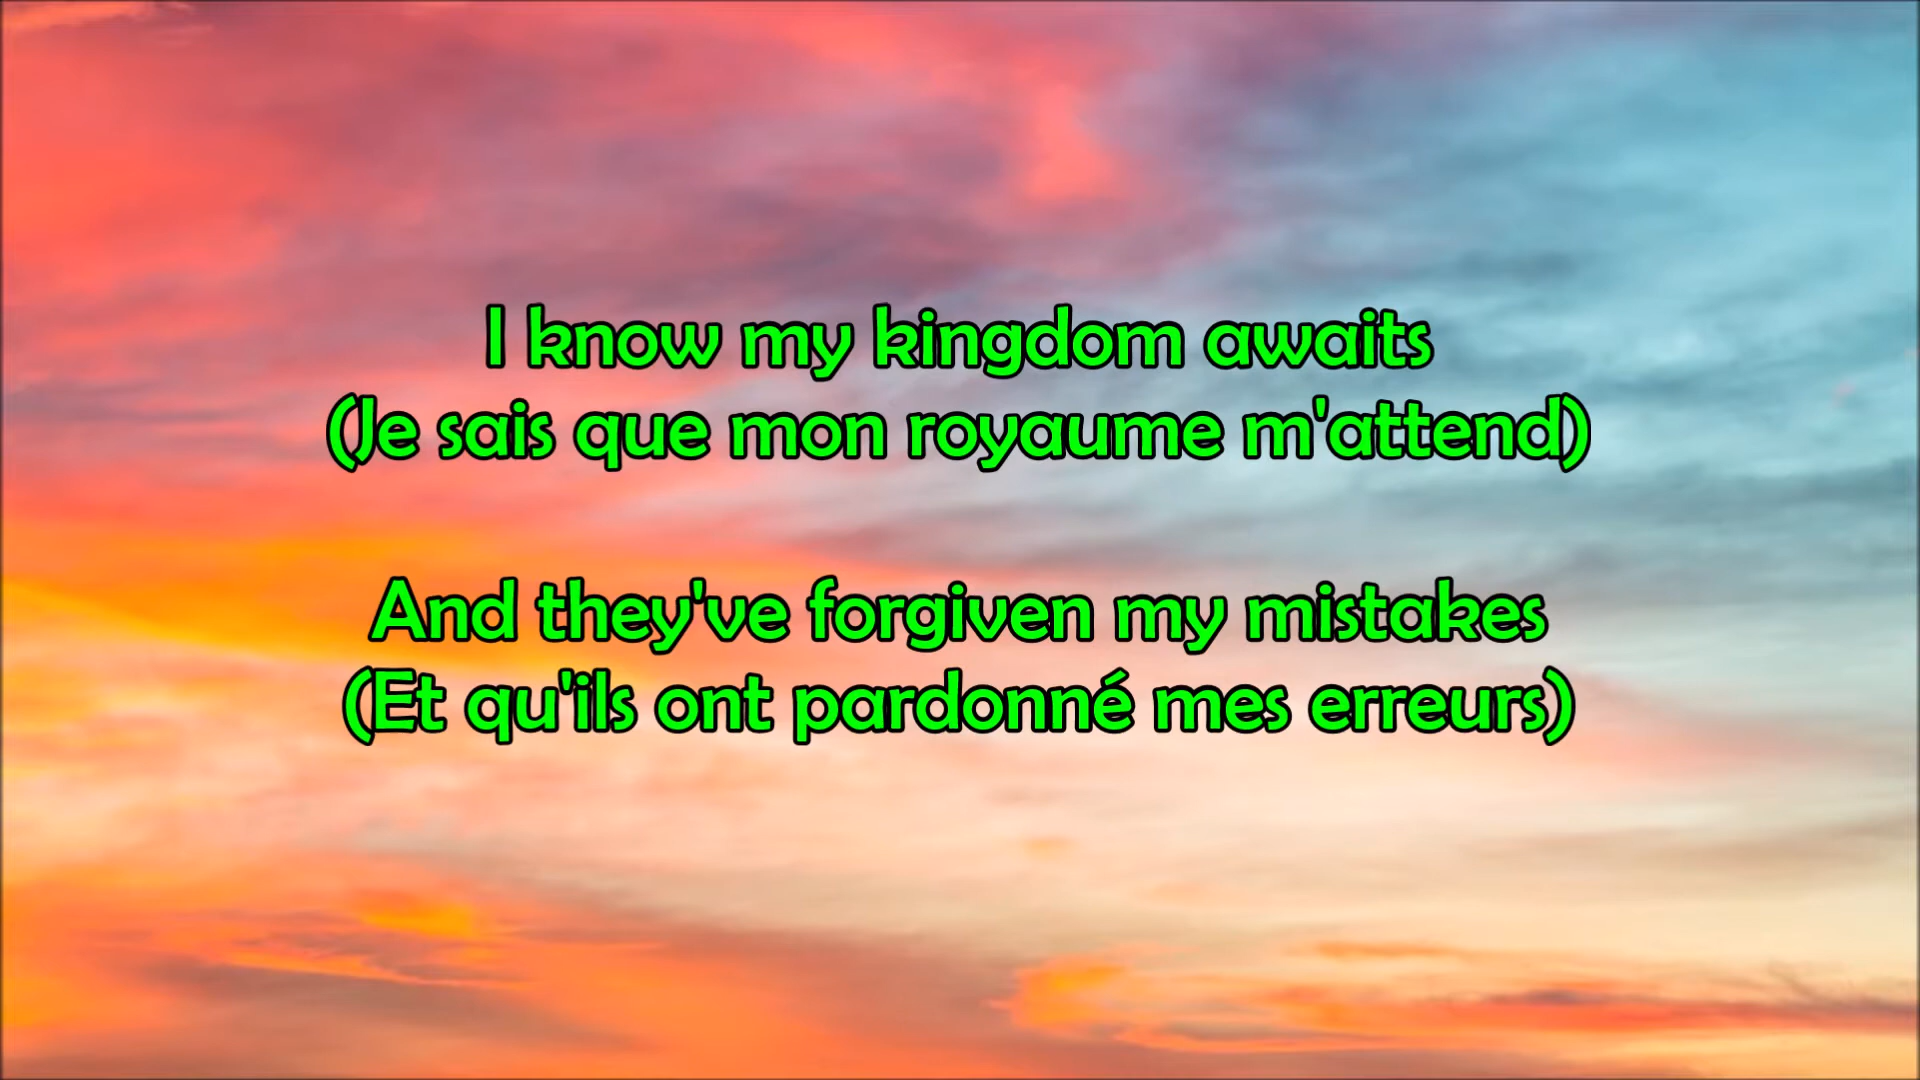 I know my kingdom awaits
(Je sais que mon royaume m'attend)
And they've forgiven my mistakes
(Et qu'ils ont pardonné mes erreurs)